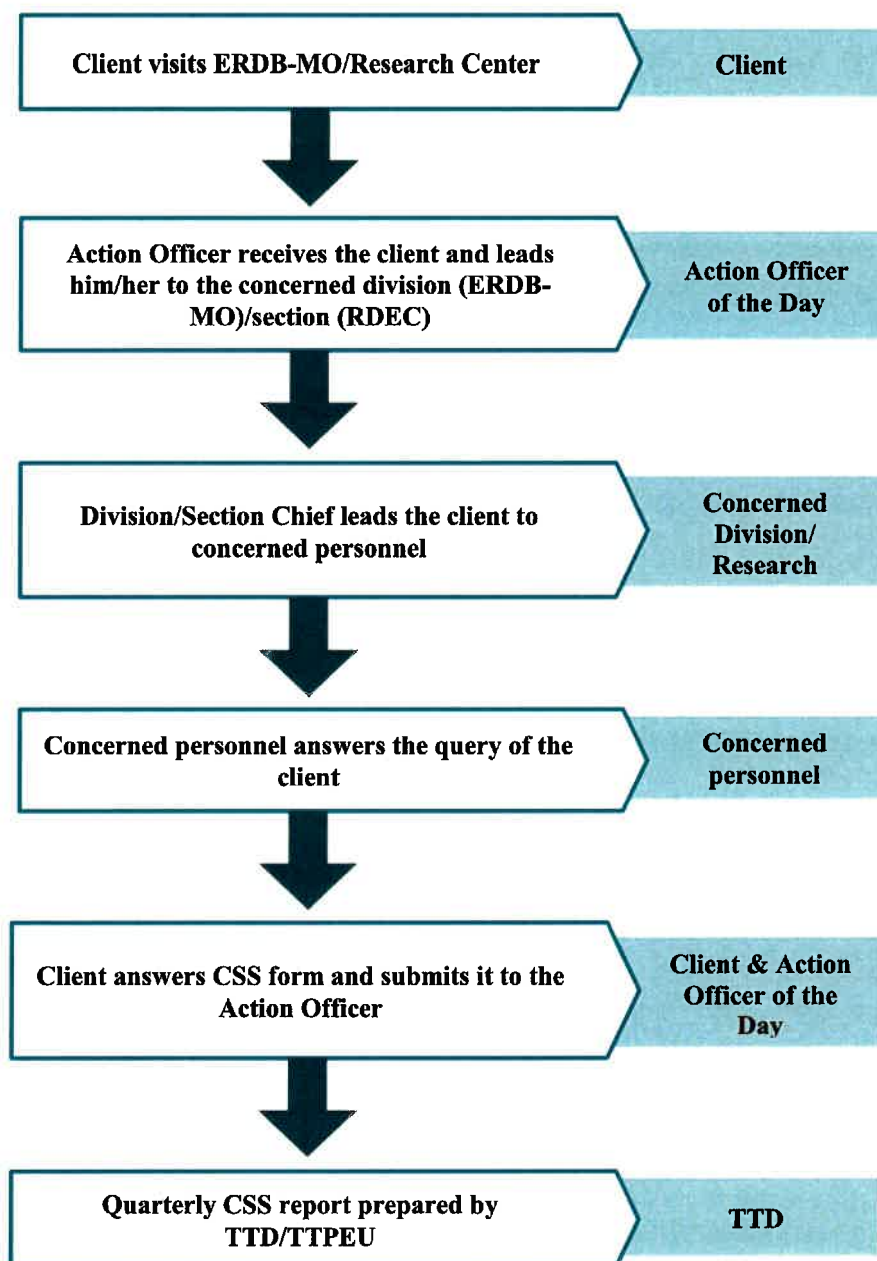 Client visits ERDB-MO/Research Center
Client
Action Officer receives the client and leads
him/her to the concerned division (ERDB-
MO)/section (RDEC)
Action Officer
of the Day
Division/Section Chief leads the client to
concerned personnel
Concerned
Division/
Research
Concerned personnel answers the query of the
client
Concerned
personnel
Client answers CSS form and submits it to the
Action Officer
Client & Action
Officer of the
Day
Quarterly CSS report prepared by
TTD/TTPEU
TTD